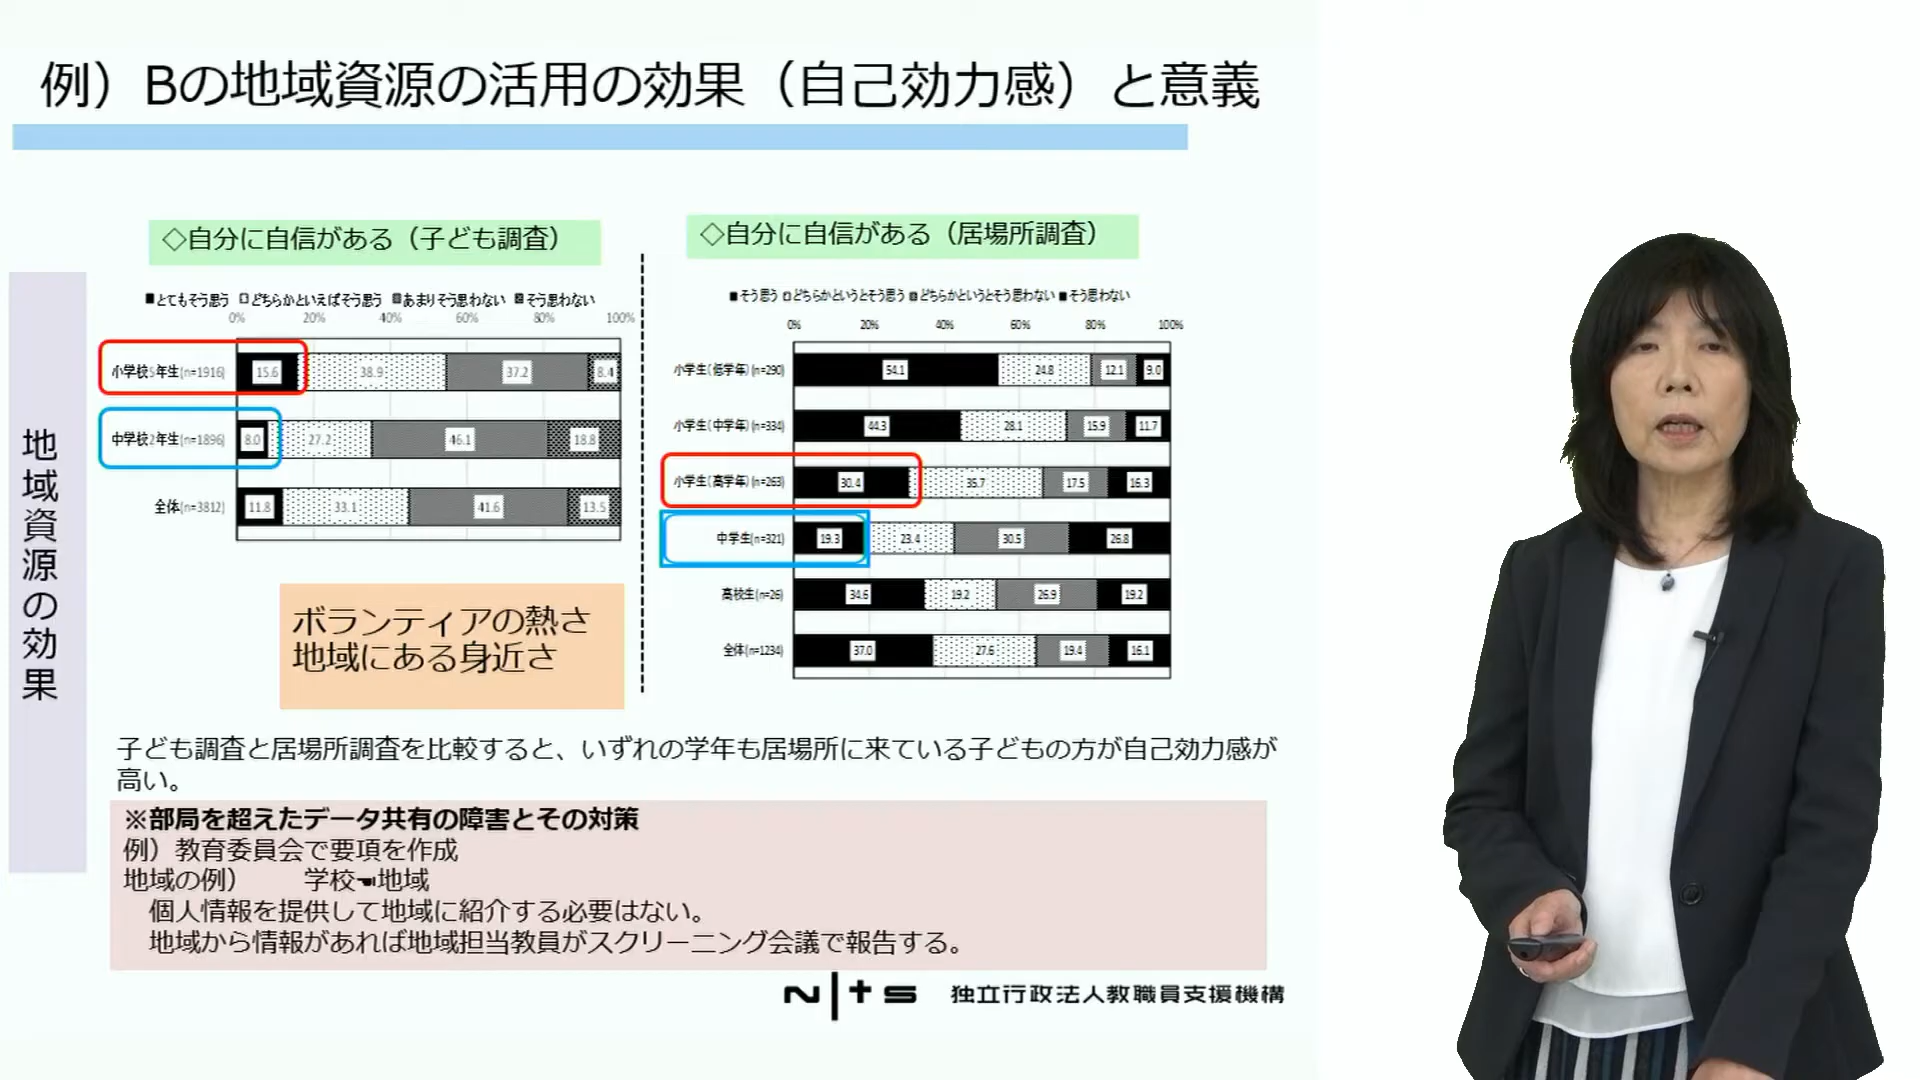 例）Bの地域資源の活用の効果（自己効力感）と意義
地域資源の効果
◇自分に自信がある（子ども調査）
■とてもそう思う □どちらかといえばそう思う ■あまりそう思わない ■そう思わない
0% 20% 40% 60% 80% 100%
小学校5年生(n=1916) 15.6 38.9 37.2 8.4
中学校2年生(n=1896) 8.0 27.2 46.1 18.8
全体(n=3812) 11.8 33.1 41.6 13.5
ボランティアの熱さ
地域にある身近さ
◇自分に自信がある（居場所調査）
■そう思う □どちらかというとそう思う ■どちらかというとそう思わない ■そう思わない
0% 20% 40% 60% 80% 100%
小学生(低学年)(n=290) 54.1 24.8 12.1 9.0
小学生(中学年)(n=334) 44.3 28.1 15.9 11.7
小学生(高学年)(n=263) 30.4 35.7 17.5 16.3
中学生(n=321) 19.3 23.4 30.5 26.8
高校生(n=26) 34.6 19.2 26.9 19.2
全体(n=1234) 37.0 27.6 19.4 16.1
子ども調査と居場所調査を比較すると、いずれの学年も居場所に来ている子どもの方が自己効力感が
高い。
※部局を超えたデータ共有の障害とその対策
例）教育委員会で要項を作成
地域の例） 学校☚地域
個人情報を提供して地域に紹介する必要はない。
地域から情報があれば地域担当教員がスクリーニング会議で報告する。
N|ts 独立行政法人教職員支援機構